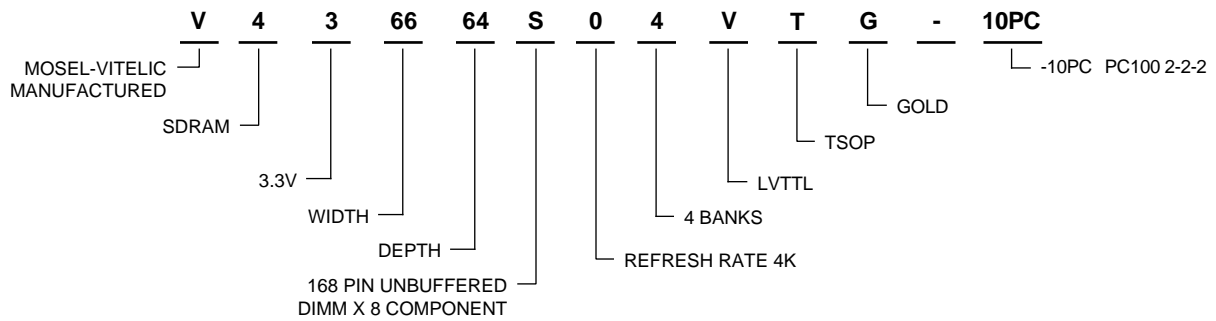 V 4 3 66 64 S 0 4 V T G - 10PC
MOSEL-VITELIC
MANUFACTURED
SDRAM
3.3V
WIDTH
DEPTH
168 PIN UNBUFFERED
DIMM X 8 COMPONENT
REFRESH RATE 4K
4 BANKS
LVTTL
TSOP
GOLD
-10PC PC100 2-2-2